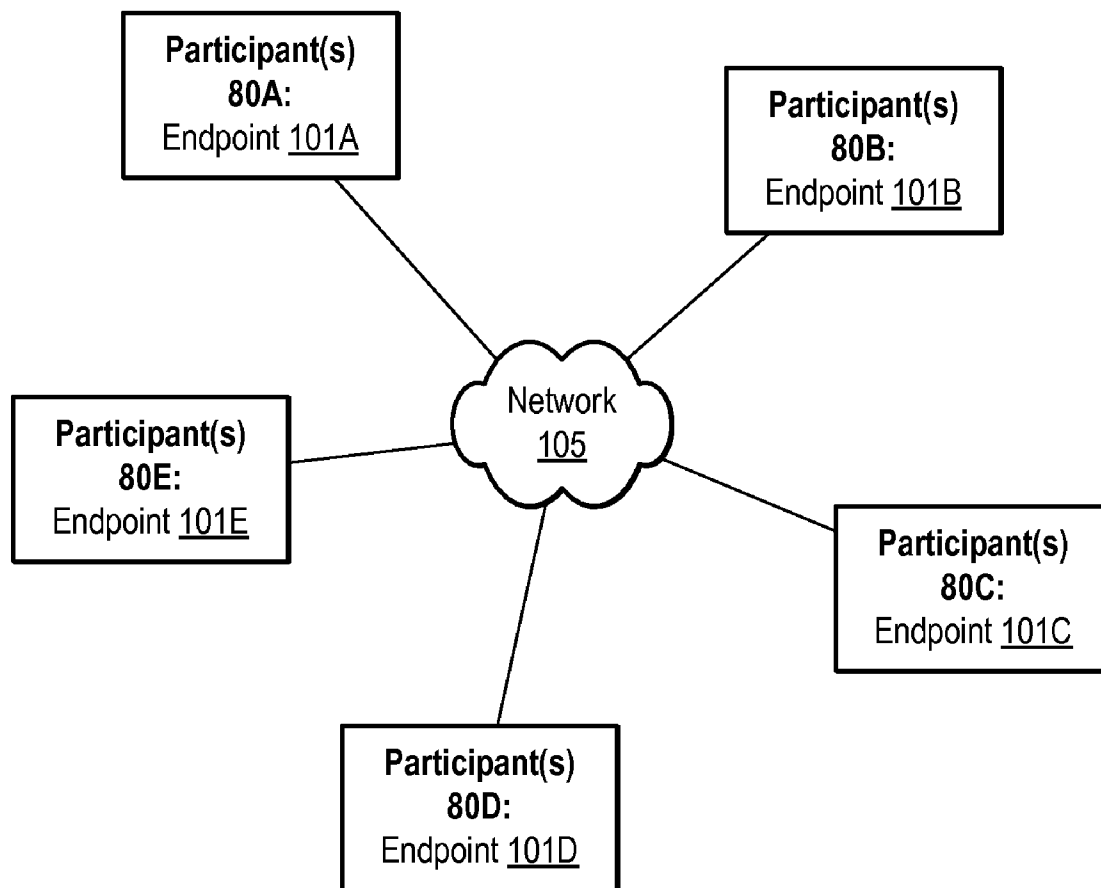 Participant(s)
80A:
Endpoint 101A
Participant(s)
80B:
Endpoint 101B
Network
105
Participant(s)
80E:
Endpoint 101E
Participant(s)
80C:
Endpoint 101C
Participant(s)
80D:
Endpoint 101D